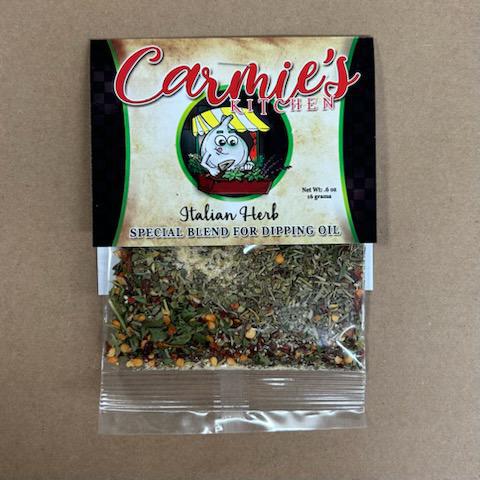 Carmie's
KITCHEN
Net Wt: .6 oz
16 grams
Italian Herb
SPECIAL BLEND FOR DIPPING OIL